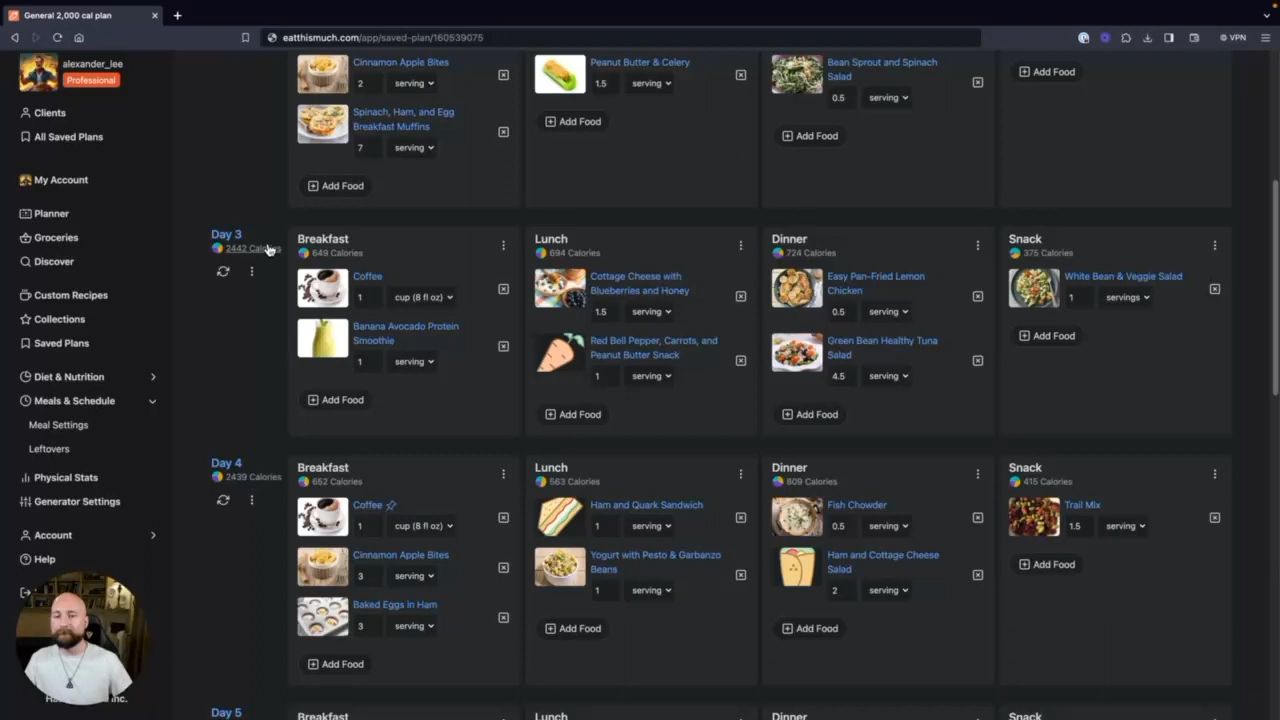 General 2,000 cal plan
eatthismuch.com/app/saved-plan/160539075
VPN
alexander_lee
Professional
Clients
All Saved Plans
My Account
Planner
Groceries
Discover
Custom Recipes
Collections
Saved Plans
Diet & Nutrition
Meals & Schedule
Meal Settings
Leftovers
Physical Stats
Generator Settings
Account
Help
Inc.
Cinnamon Apple Bites
2 serving
Spinach, Ham, and Egg
Breakfast Muffins
7 serving
Add Food
Peanut Butter & Celery
1.5 serving
Add Food
Bean Sprout and Spinach
Salad
0.5 serving
Add Food
Add Food
Day 3
2442 Calories
Breakfast
649 Calories
Coffee
1 cup (8 fl oz)
Banana Avocado Protein
Smoothie
1 serving
Add Food
Lunch
694 Calories
Cottage Cheese with
Blueberries and Honey
1.5 serving
Red Bell Pepper, Carrots, and
Peanut Butter Snack
1 serving
Add Food
Dinner
724 Calories
Easy Pan-Fried Lemon
Chicken
0.5 serving
Green Bean Healthy Tuna
Salad
4.5 serving
Add Food
Snack
375 Calories
White Bean & Veggie Salad
1 servings
Add Food
Day 4
2439 Calories
Breakfast
652 Calories
Coffee
1 cup (8 fl oz)
Cinnamon Apple Bites
3 serving
Baked Eggs in Ham
3 serving
Add Food
Lunch
563 Calories
Ham and Quark Sandwich
1 serving
Yogurt with Pesto & Garbanzo
Beans
1 serving
Add Food
Dinner
809 Calories
Fish Chowder
0.5 serving
Ham and Cottage Cheese
Salad
2 serving
Add Food
Snack
415 Calories
Trail Mix
1.5 serving
Add Food
Day 5
Breakfast
Lunch
Dinner
Snack